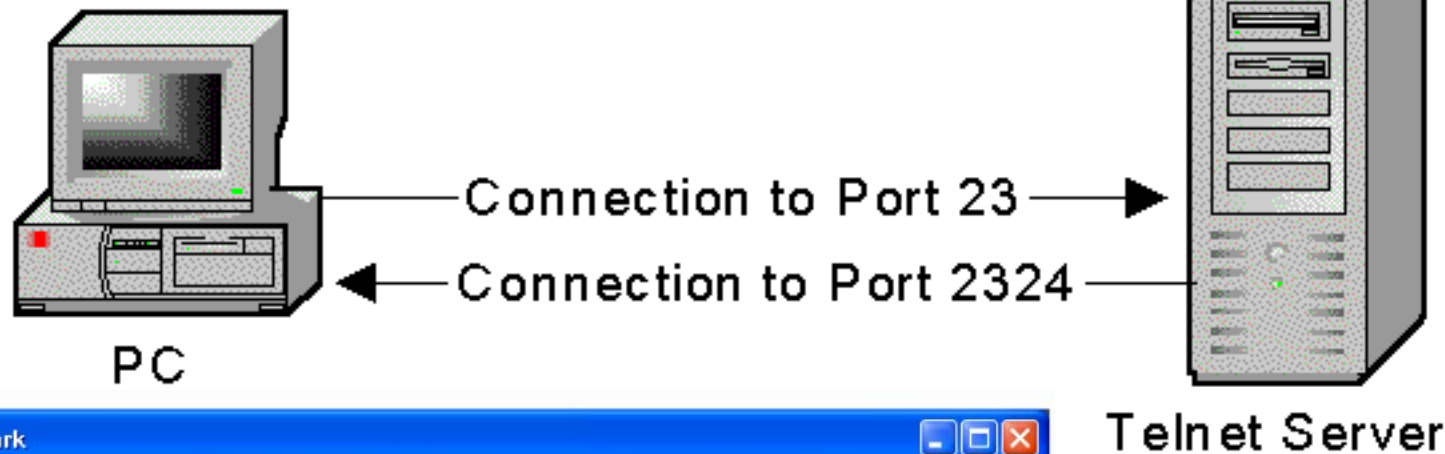 Connection to Port 23
Connection to Port 2324
PC
Telnet Server